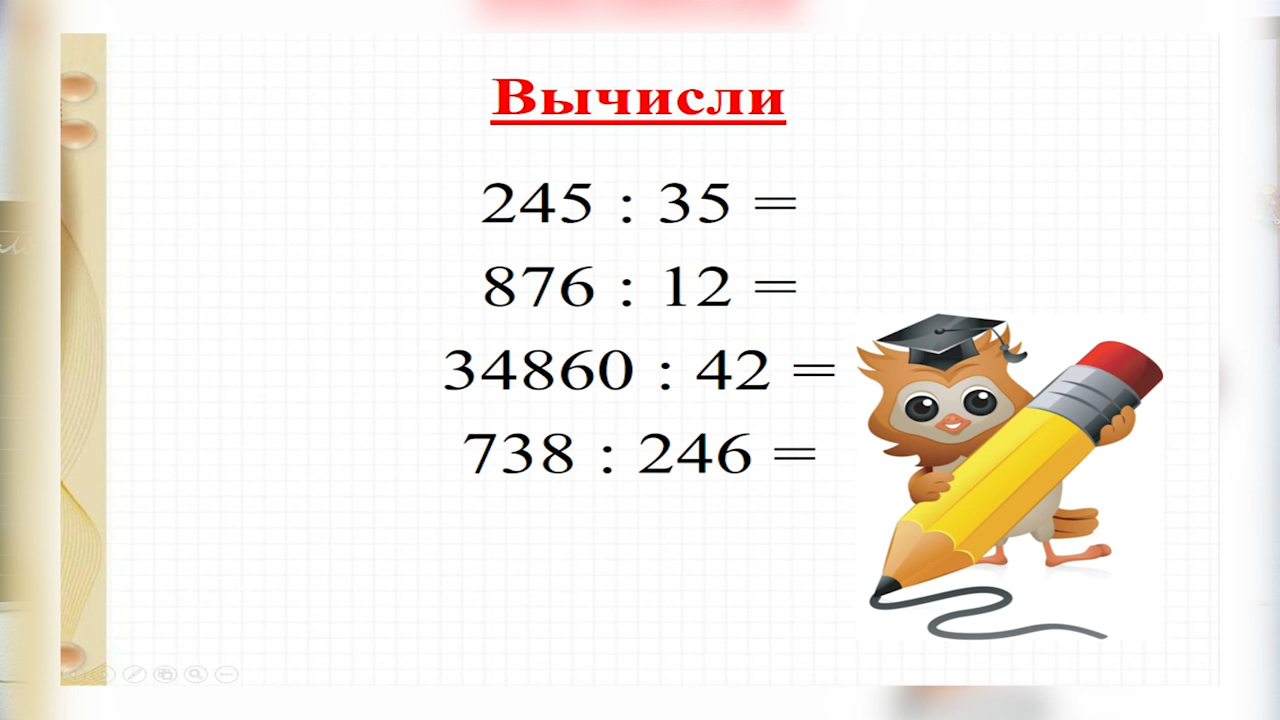 Вычисли
245 : 35 =
876 : 12 =
34860 : 42 =
738 : 246 =